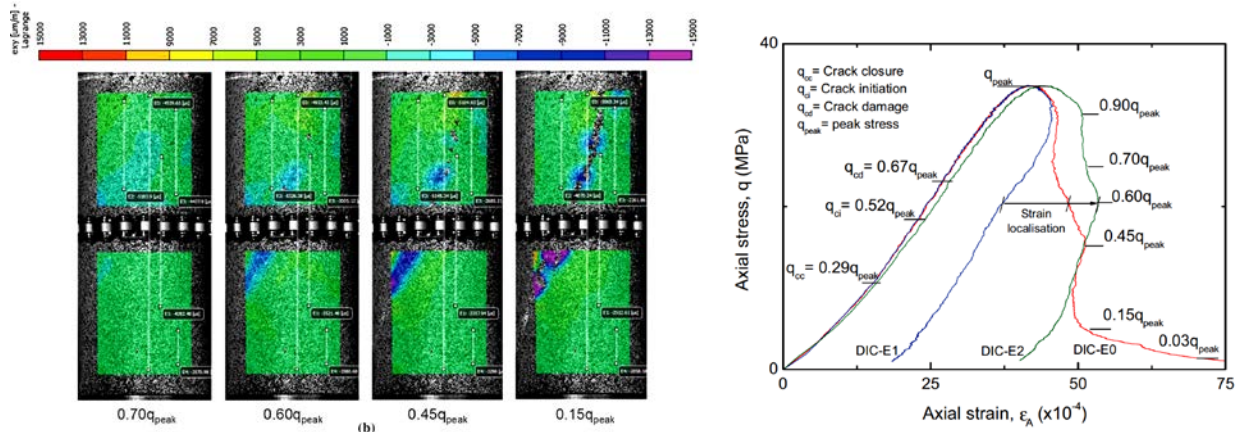 exy [μm/m] -
Lagrange
15000
13000
11000
9000
7000
5000
3000
1000
-1000
-3000
-5000
-7000
-9000
-11000
-13000
-15000
0.70qpeak
0.60qpeak
0.45qpeak
0.15qpeak
(b)
40
0
0
25
50
75
Axial stress, q (MPa)
Axial strain, εA (x10-4)
qcc= Crack closure
qci= Crack initiation
qcd= Crack damage
qpeak= peak stress
qpeak
0.90qpeak
0.70qpeak
0.60qpeak
0.45qpeak
0.15qpeak
0.03qpeak
qcd= 0.67qpeak
qci= 0.52qpeak
qcc= 0.29qpeak
Strain
localisation
DIC-E1
DIC-E2
DIC-E0